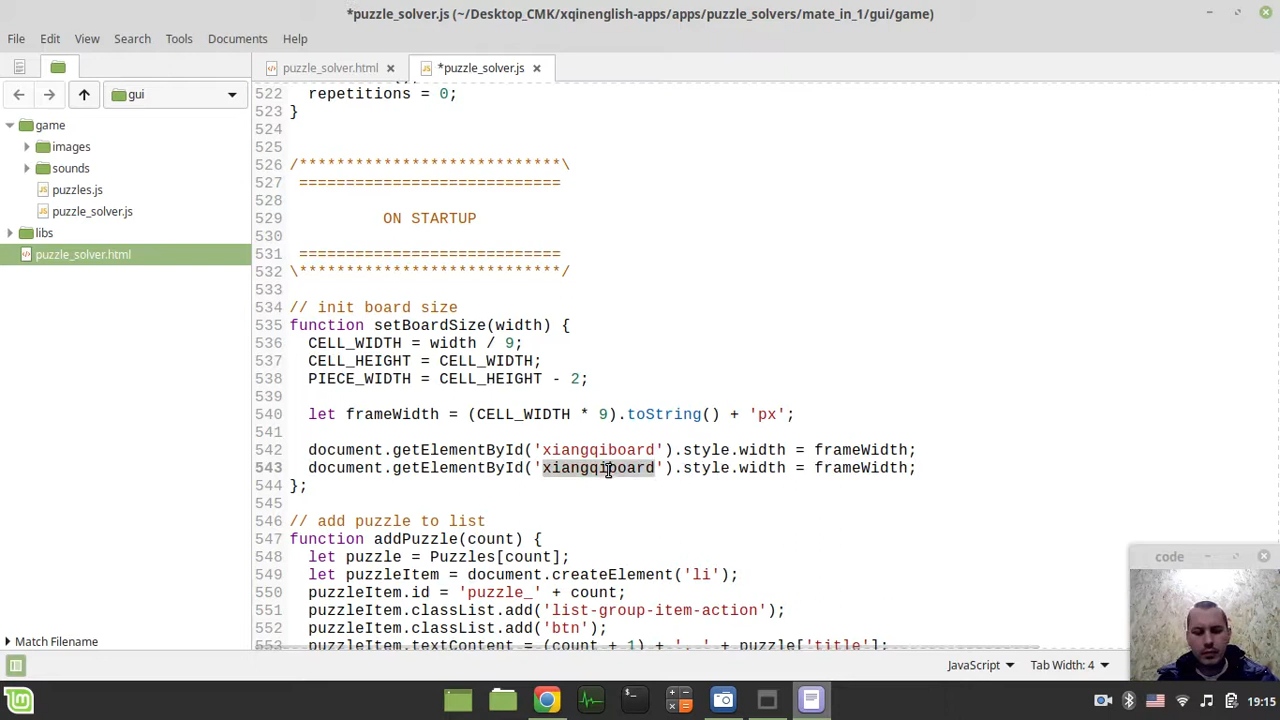 *puzzle_solver.js (~/Desktop_CMK/xqinenglish-apps/apps/puzzle_solvers/mate_in_1/gui/game)
File Edit View Search Tools Documents Help
puzzle_solver.html
*puzzle_solver.js
gui
game
images
sounds
puzzles.js
puzzle_solver.js
libs
puzzle_solver.html
Match Filename
522 repetitions = 0;
523 }
524
525
526 /****************************\
527 ============================
528
529 ON STARTUP
530
531 ============================
532 \****************************/
533
534 // init board size
535 function setBoardSize(width) {
536 CELL_WIDTH = width / 9;
537 CELL_HEIGHT = CELL_WIDTH;
538 PIECE_WIDTH = CELL_HEIGHT - 2;
539
540 let frameWidth = (CELL_WIDTH * 9).toString() + 'px';
541
542 document.getElementById('xiangqiboard').style.width = frameWidth;
543 document.getElementById('xiangqiboard').style.width = frameWidth;
544 };
545
546 // add puzzle to list
547 function addPuzzle(count) {
548 let puzzle = Puzzles[count];
549 let puzzleItem = document.createElement('li');
550 puzzleItem.id = 'puzzle_' + count;
551 puzzleItem.classList.add('list-group-item-action');
552 puzzleItem.classList.add('btn');
553 puzzleItem.textContent = (count + 1) + '. ' + puzzle['title'];
code
JavaScript Tab Width: 4
19:15